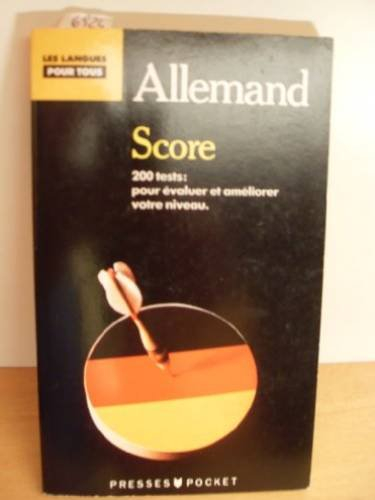 LES LANGUES
POUR TOUS
Allemand
Score
200 tests:
pour évaluer et améliorer
votre niveau.
PRESSES POCKET